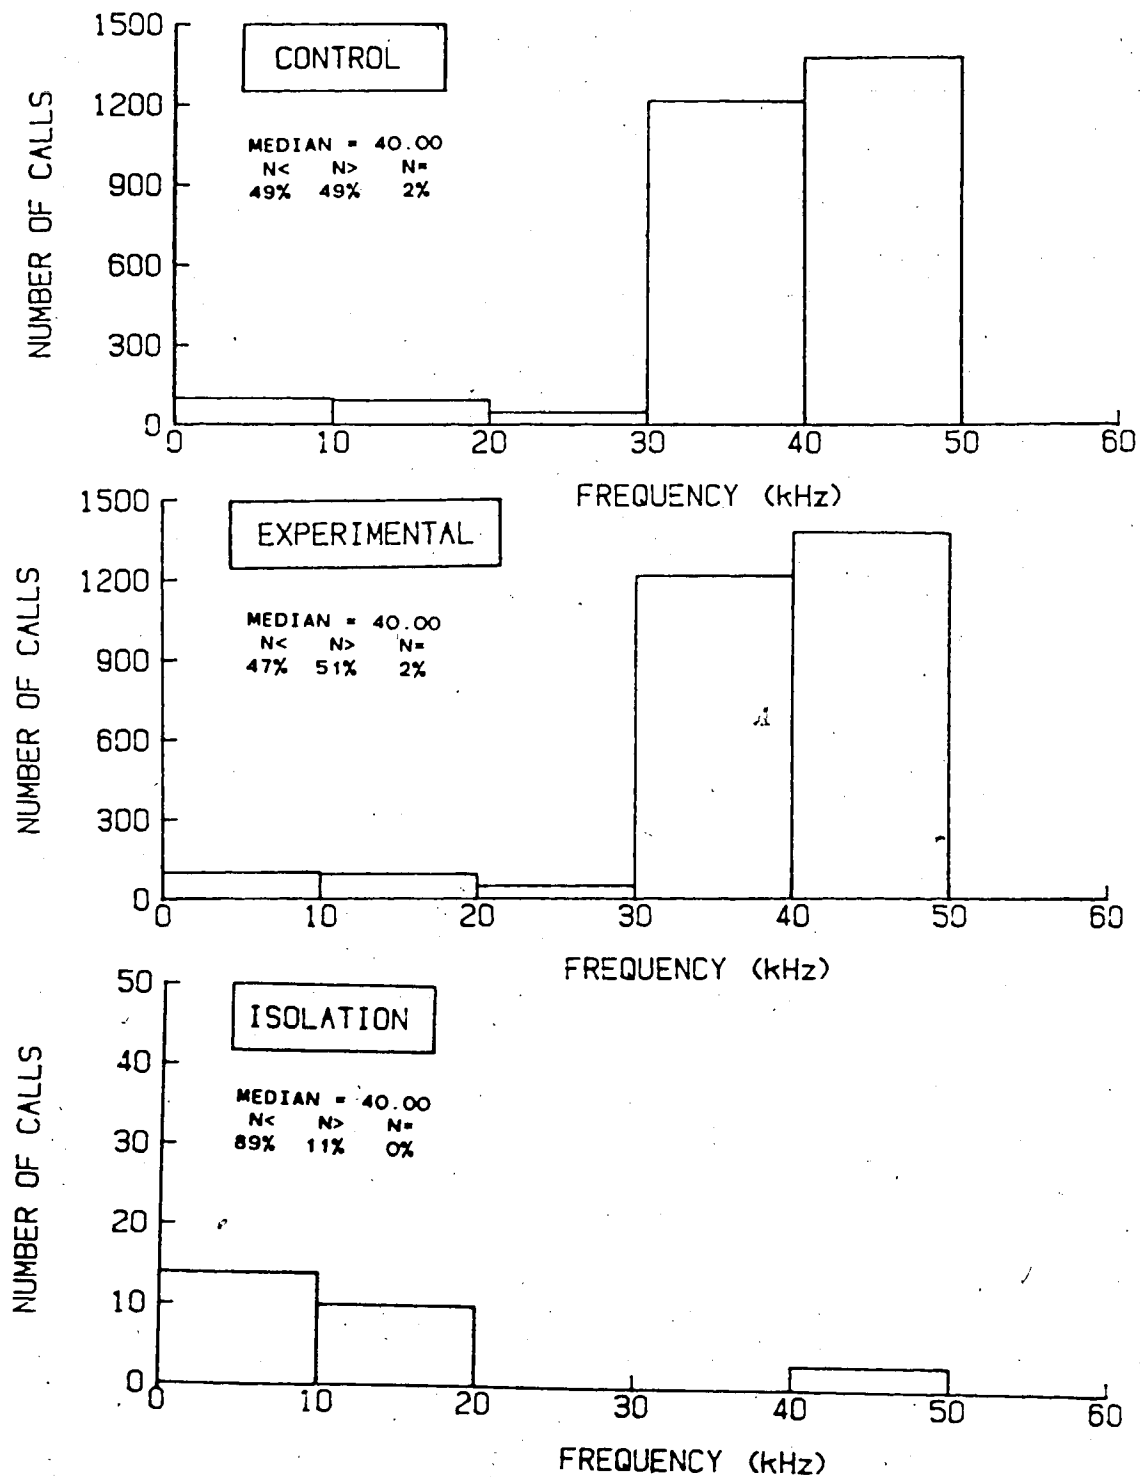 1500
1200
900
600
300
0
NUMBER OF CALLS
CONTROL
MEDIAN = 40.00
N< N> N=
49% 49% 2%
0 10 20 30 40 50 60
FREQUENCY (kHz)
1500
1200
900
600
300
0
NUMBER OF CALLS
EXPERIMENTAL
MEDIAN = 40.00
N< N> N=
47% 51% 2%
0 10 20 30 40 50 60
FREQUENCY (kHz)
50
40
30
20
10
0
NUMBER OF CALLS
ISOLATION
MEDIAN = 40.00
N< N> N=
89% 11% 0%
0 10 20 30 40 50 60
FREQUENCY (kHz)